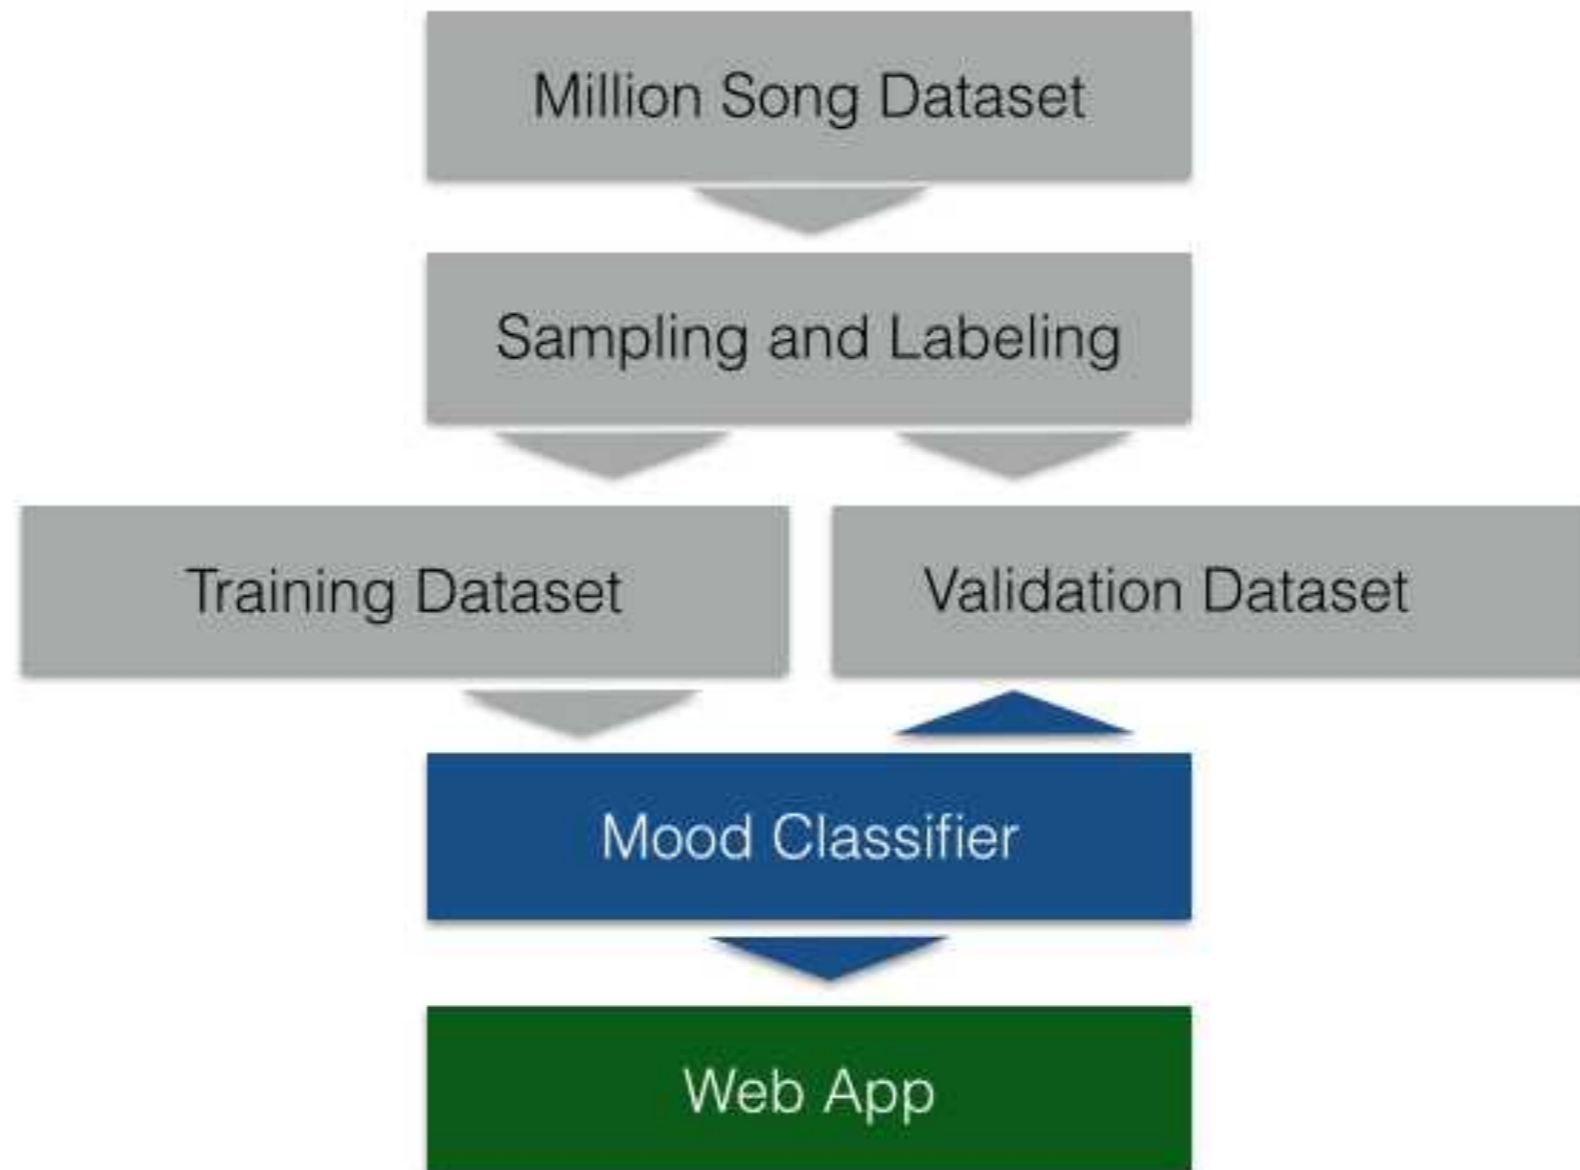 Million Song Dataset
Sampling and Labeling
Training Dataset
Validation Dataset
Mood Classifier
Web App